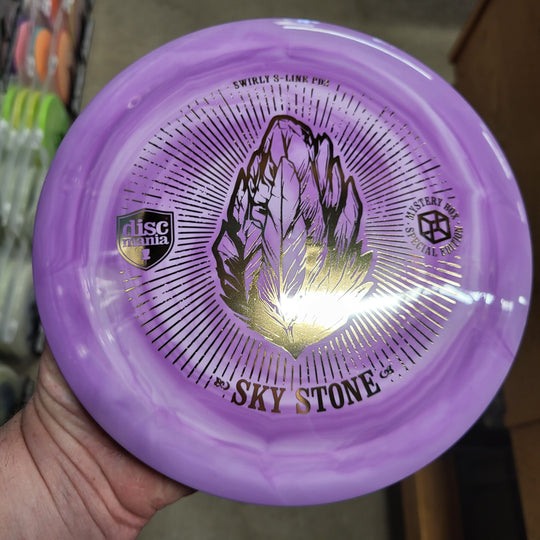 SWIRLY S-LINE PD2
disc
mania
MYSTERY BOX
SPECIAL EDITION
SKY STONE